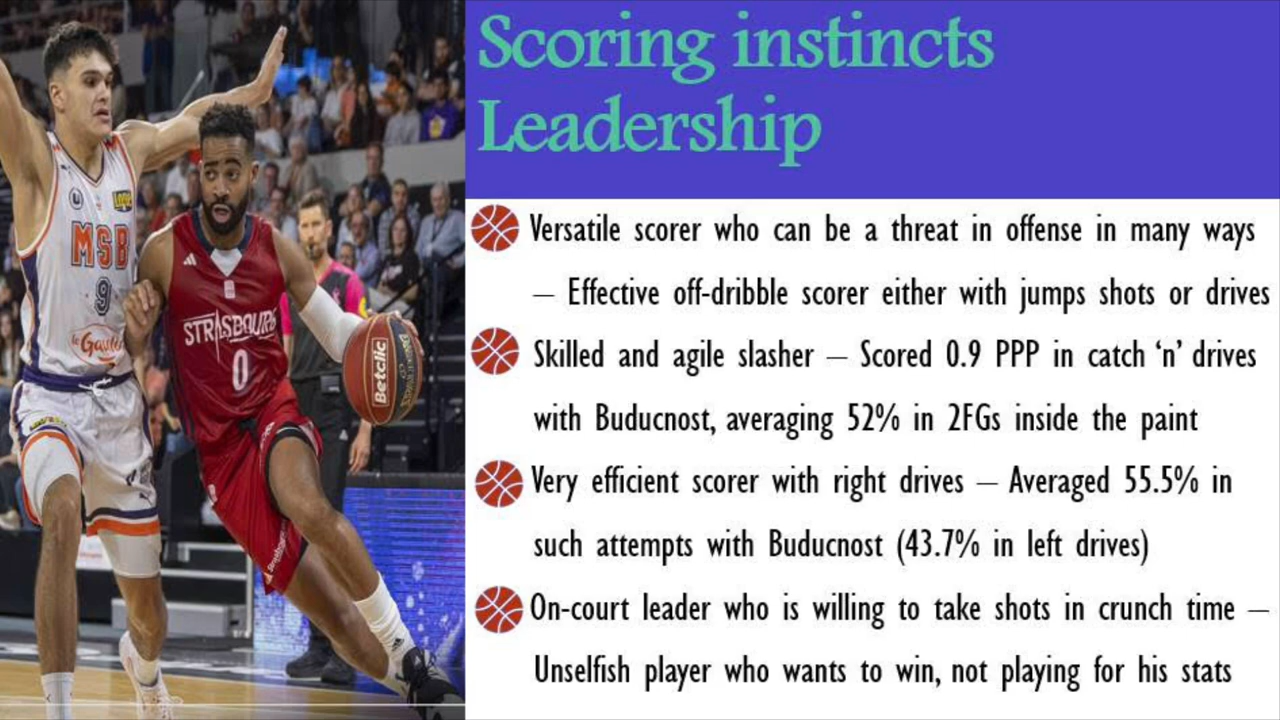 Scoring instincts
Leadership
Versatile scorer who can be a threat in offense in many ways
– Effective off-dribble scorer either with jumps shots or drives
Skilled and agile slasher – Scored 0.9 PPP in catch ‘n’ drives
with Buducnost, averaging 52% in 2FGs inside the paint
Very efficient scorer with right drives – Averaged 55.5% in
such attempts with Buducnost (43.7% in left drives)
On-court leader who is willing to take shots in crunch time –
Unselfish player who wants to win, not playing for his stats
U
MSB
9
le Gaulois
STRASBOURG
0
Betclic